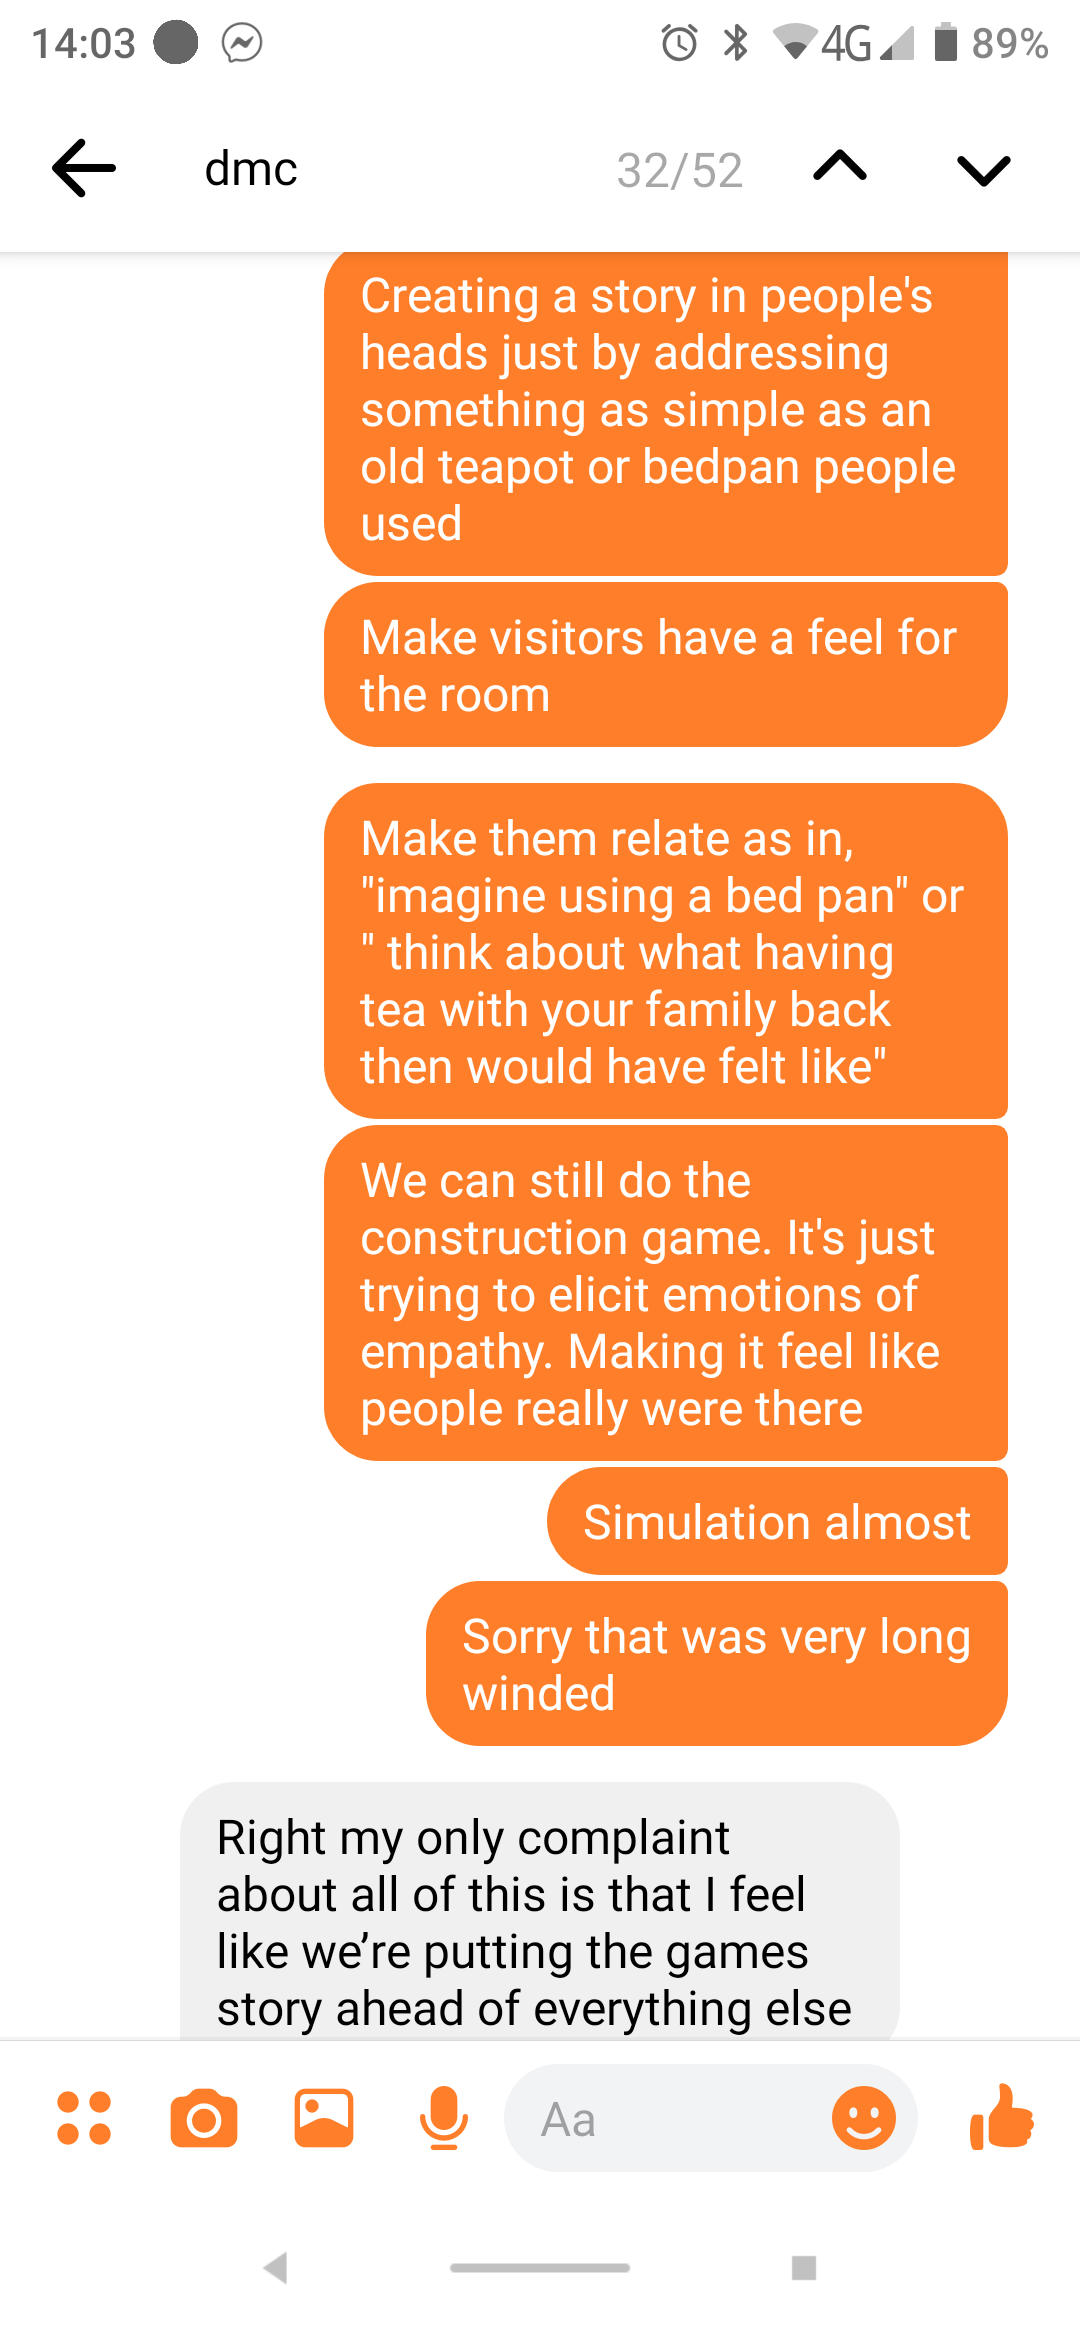 14:03
4G
89%
dmc
32/52
Creating a story in people's
heads just by addressing
something as simple as an
old teapot or bedpan people
used
Make visitors have a feel for
the room
Make them relate as in,
"imagine using a bed pan" or
" think about what having
tea with your family back
then would have felt like"
We can still do the
construction game. It's just
trying to elicit emotions of
empathy. Making it feel like
people really were there
Simulation almost
Sorry that was very long
winded
Right my only complaint
about all of this is that I feel
like we’re putting the games
story ahead of everything else
Aa